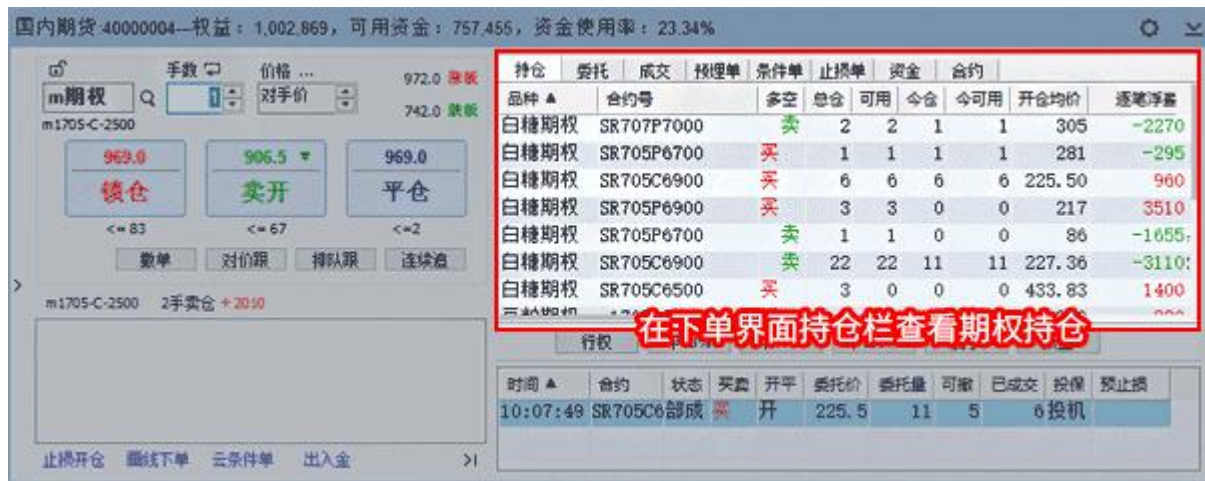 国内期货:40000004—权益：1,002,869，可用资金：757,455，资金使用率：23.34%
手数 价格 ...
972.0 涨板
m期权 1 对手价
742.0 跌板
m1705-C-2500
969.0 906.5 ▼ 969.0
锁仓 卖开 平仓
<=83 <=67 <=2
撤单 对价跟 排队跟 连续追
m1705-C-2500 2手卖仓 +2010
止损开仓 画线下单 云条件单 出入金
持仓 委托 成交 预埋单 条件单 止损单 资金 合约
品种▲ 合约号 多空 总仓 可用 今仓 今可用 开仓均价 逐笔浮盈
白糖期权 SR707P7000 卖 2 2 1 1 305 -2270
白糖期权 SR705P6700 买 1 1 1 1 281 -295
白糖期权 SR705C6900 买 6 6 6 6 225.50 960
白糖期权 SR705P6900 买 3 3 0 0 217 3510
白糖期权 SR705P6700 卖 1 1 0 0 86 -1655
白糖期权 SR705C6900 卖 22 22 11 11 227.36 -3110
白糖期权 SR705C6500 买 3 0 0 0 433.83 1400
在下单界面持仓栏查看期权持仓
行权
时间▲ 合约 状态 买卖 开平 委托价 委托量 可撤 已成交 投保 预止损
10:07:49 SR705C6 部成 买 开 225.5 11 5 6 投机